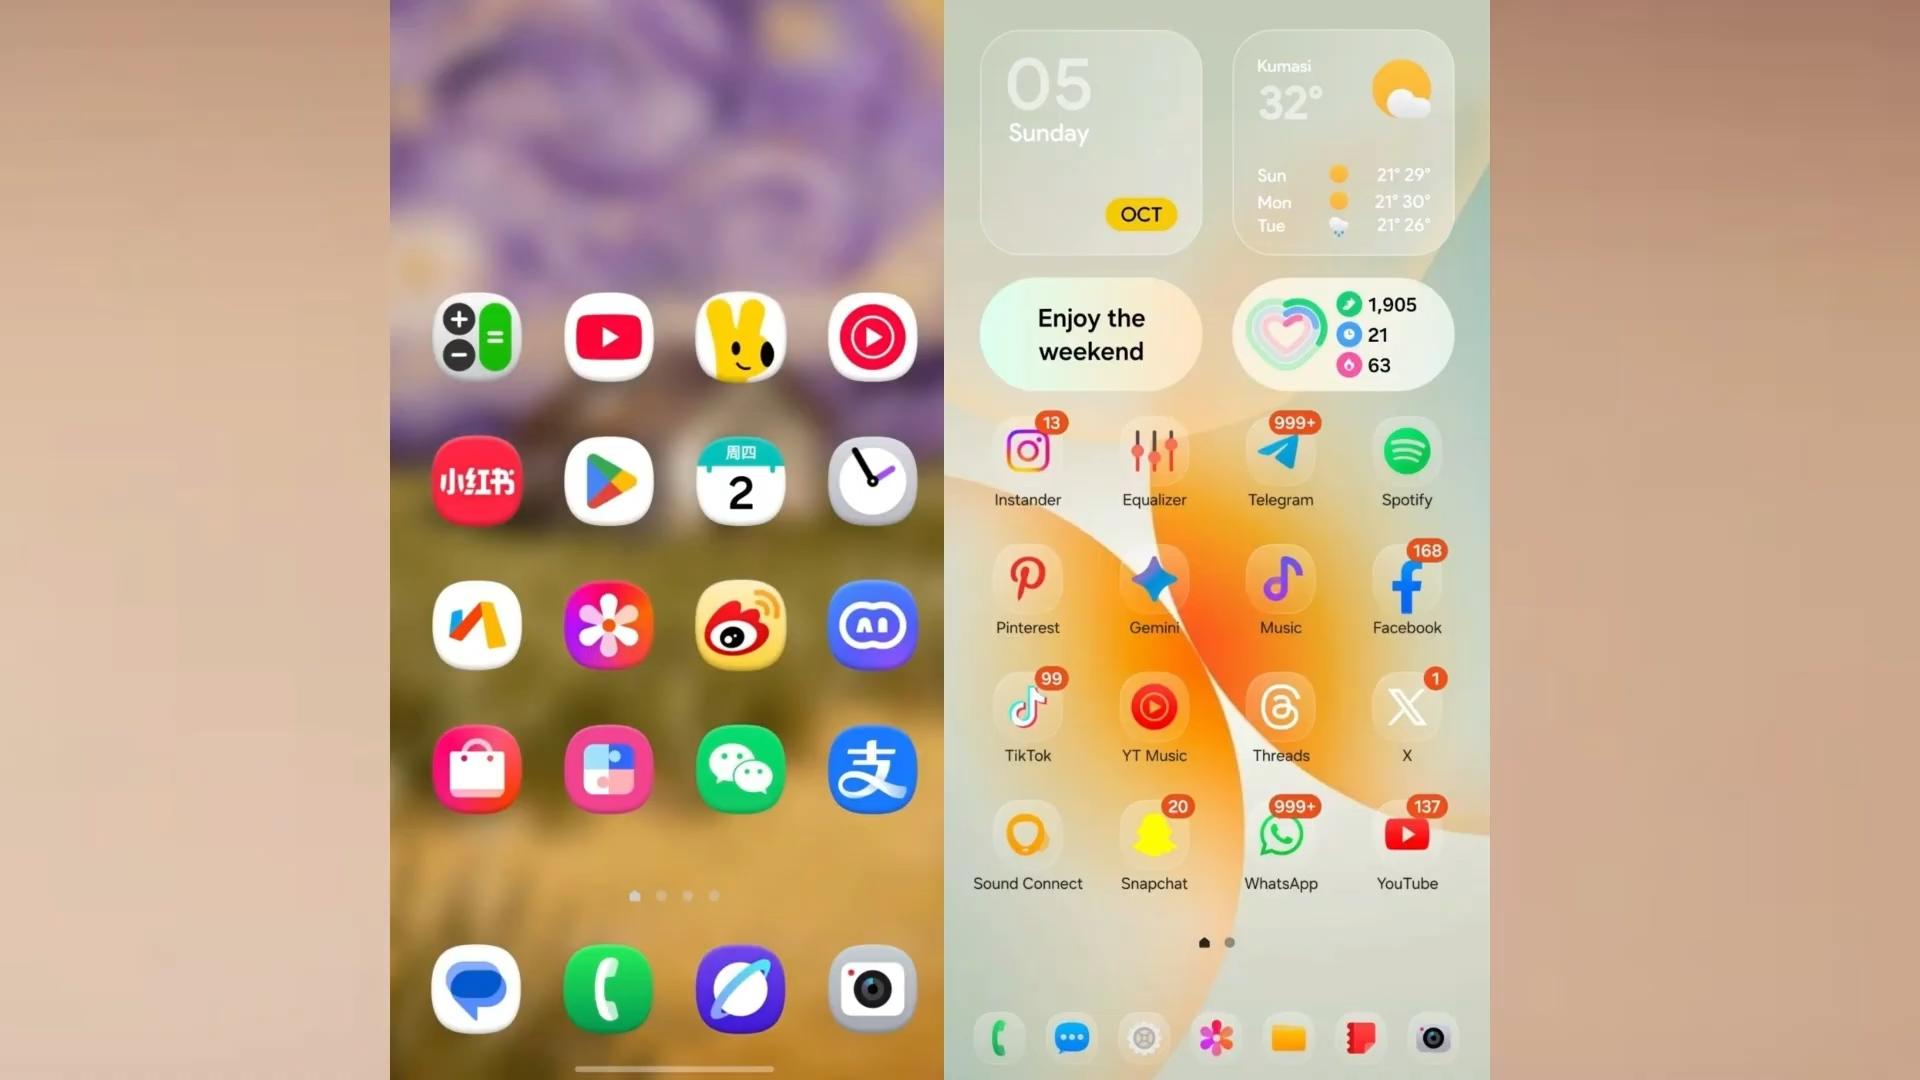 小红书
周四
2
支
05
Sunday
OCT
Kumasi
32°
Sun 21° 29°
Mon 21° 30°
Tue 21° 26°
Enjoy the
weekend
1,905
21
63
13
999+
Instander
Equalizer
Telegram
Spotify
168
Pinterest
Gemini
Music
Facebook
99
1
TikTok
YT Music
Threads
X
20
999+
137
Sound Connect
Snapchat
WhatsApp
YouTube